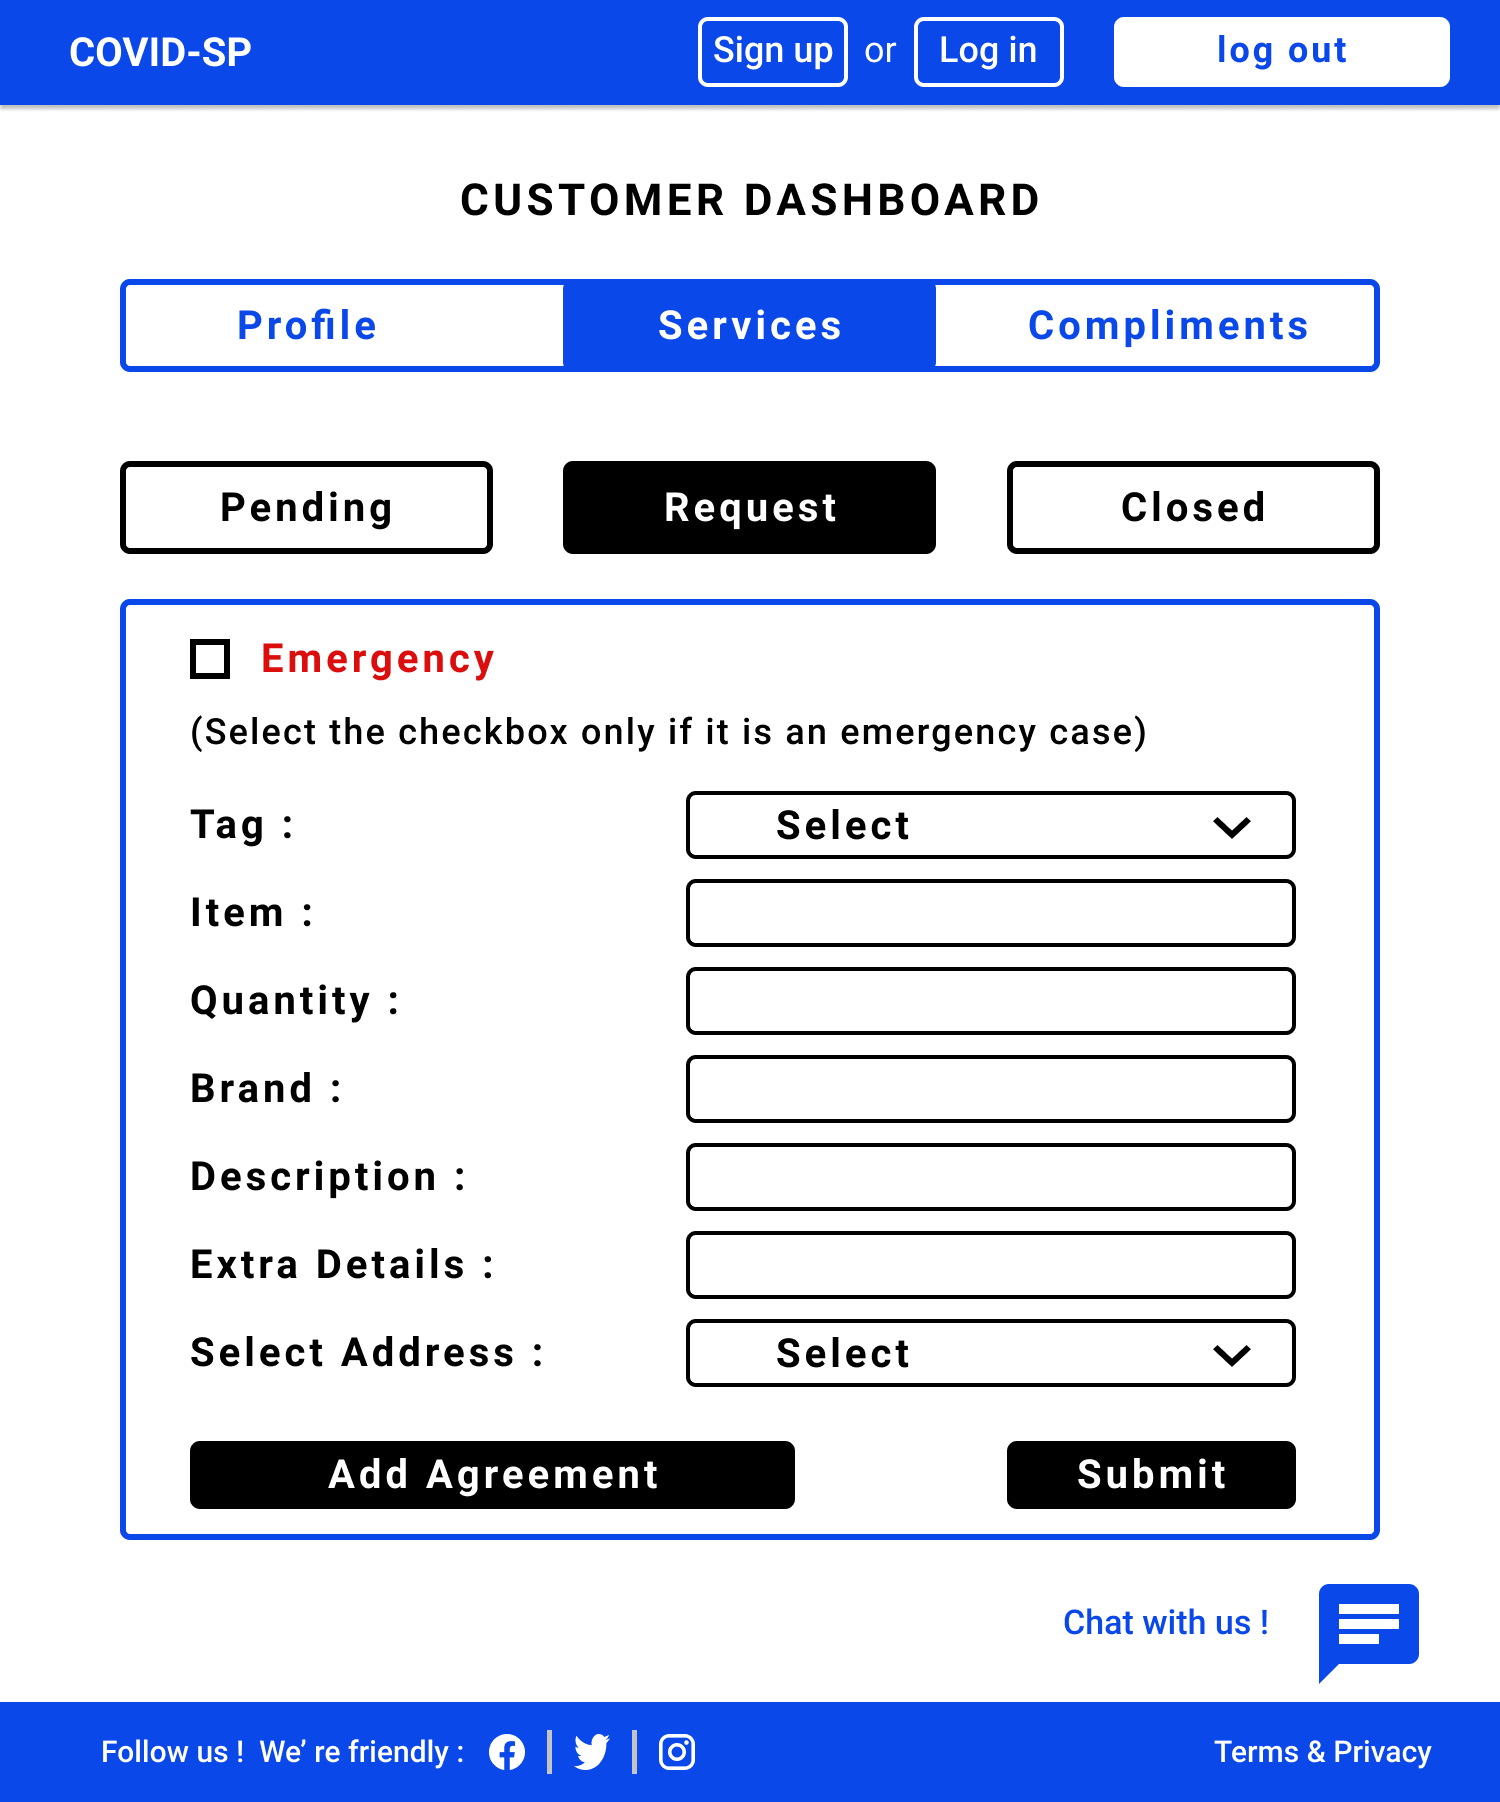 COVID-SP
Sign up or Log in log out
CUSTOMER DASHBOARD
Profile Services Compliments
Pending Request Closed
Emergency
(Select the checkbox only if it is an emergency case)
Tag : Select
Item :
Quantity :
Brand :
Description :
Extra Details :
Select Address : Select
Add Agreement Submit
Chat with us !
Follow us ! We’ re friendly : Terms & Privacy